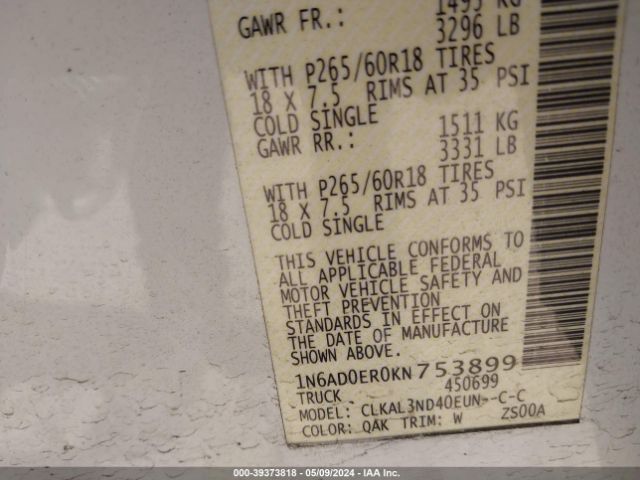 GAWR FR.: 1495 KG
3296 LB
WITH P265/60R18 TIRES
18 X 7.5 RIMS AT 35 PSI
COLD SINGLE
GAWR RR.: 1511 KG
3331 LB
WITH P265/60R18 TIRES
18 X 7.5 RIMS AT 35 PSI
COLD SINGLE
THIS VEHICLE CONFORMS TO
ALL APPLICABLE FEDERAL
MOTOR VEHICLE SAFETY AND
THEFT PREVENTION
STANDARDS IN EFFECT ON
THE DATE OF MANUFACTURE
SHOWN ABOVE.
1N6AD0ER0KN753899
TRUCK 450699
MODEL: CLKAL3ND40EUN--C-C
COLOR: QAK TRIM: W ZS00A
000-39373818 - 05/09/2024 - IAA Inc.